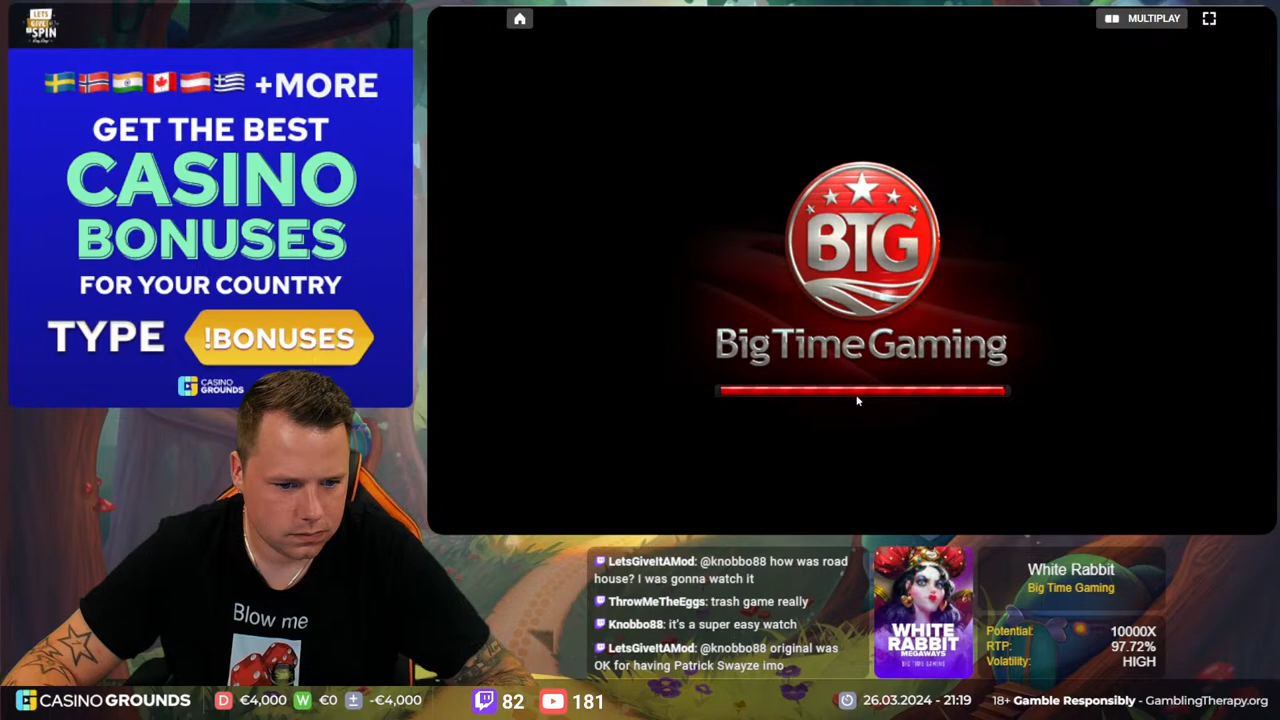 LETS
GIVE IT A
SPIN
+MORE
GET THE BEST
CASINO
BONUSES
FOR YOUR COUNTRY
TYPE !BONUSES
CASINO
GROUNDS
MULTIPLAY
BTG
Big Time Gaming
Blow me
LetsGiveItAMod: @knobbo88 how was road
house? I was gonna watch it
ThrowMeTheEggs: trash game really
Knobbo88: it's a super easy watch
LetsGiveItAMod: @knobbo88 original was
OK for having Patrick Swayze imo
WHITE
RABBIT
MEGAWAYS
BIG TIME GAMING
White Rabbit
Big Time Gaming
Potential: 10000X
RTP: 97.72%
Volatility: HIGH
CASINOGROUNDS
D €4,000 W €0 ± -€4,000
82
181
26.03.2024 - 21:19
18+ Gamble Responsibly - GamblingTherapy.org